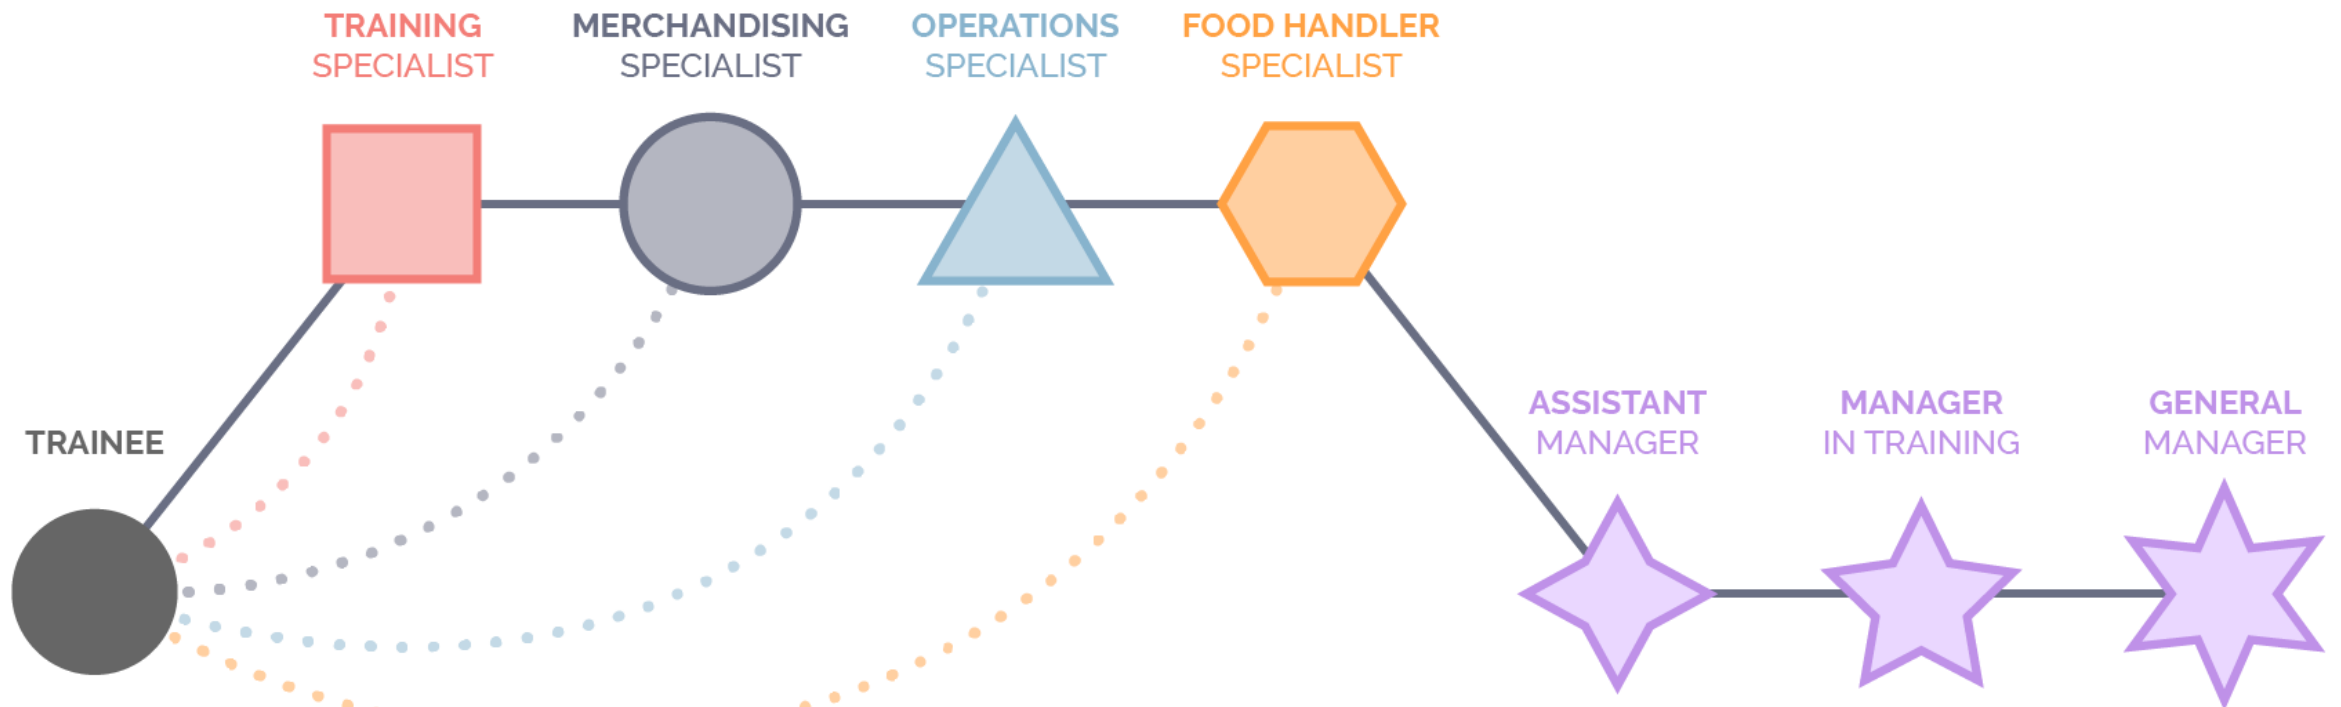 TRAINING
SPECIALIST
MERCHANDISING
SPECIALIST
OPERATIONS
SPECIALIST
FOOD HANDLER
SPECIALIST
TRAINEE
ASSISTANT
MANAGER
MANAGER
IN TRAINING
GENERAL
MANAGER